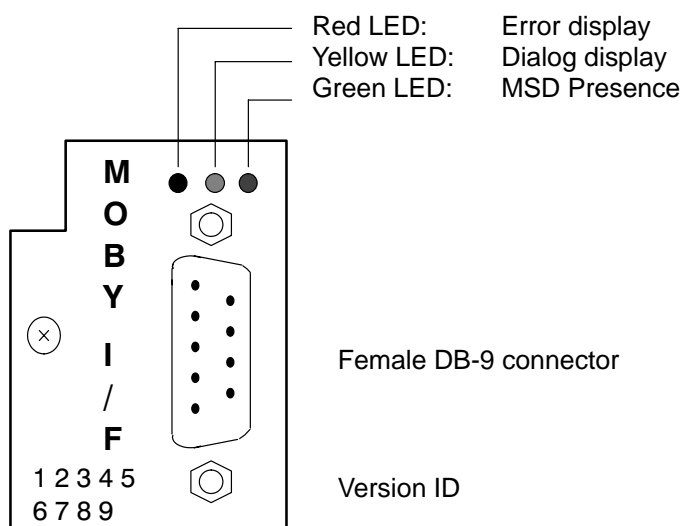 Red LED: Error display
Yellow LED: Dialog display
Green LED: MSD Presence
M
O
B
Y
I
/
F
Female DB-9 connector
1 2 3 4 5
6 7 8 9
Version ID